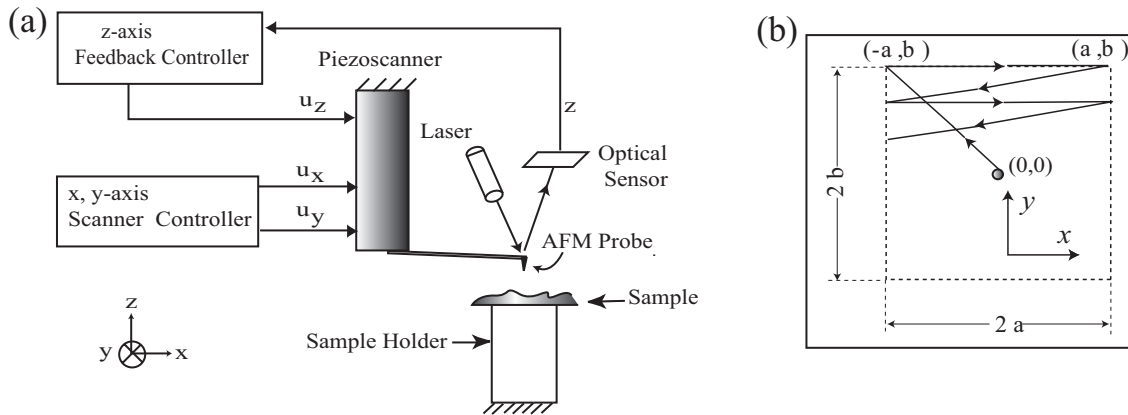 (a)
z-axis
Feedback Controller
Piezoscanner
u_z
z
Laser
Optical
Sensor
x, y-axis
Scanner Controller
u_x
u_y
AFM Probe
Sample
Sample Holder
z
y
x
(b)
(-a ,b )
(a ,b )
2 b
(0,0)
y
x
2 a